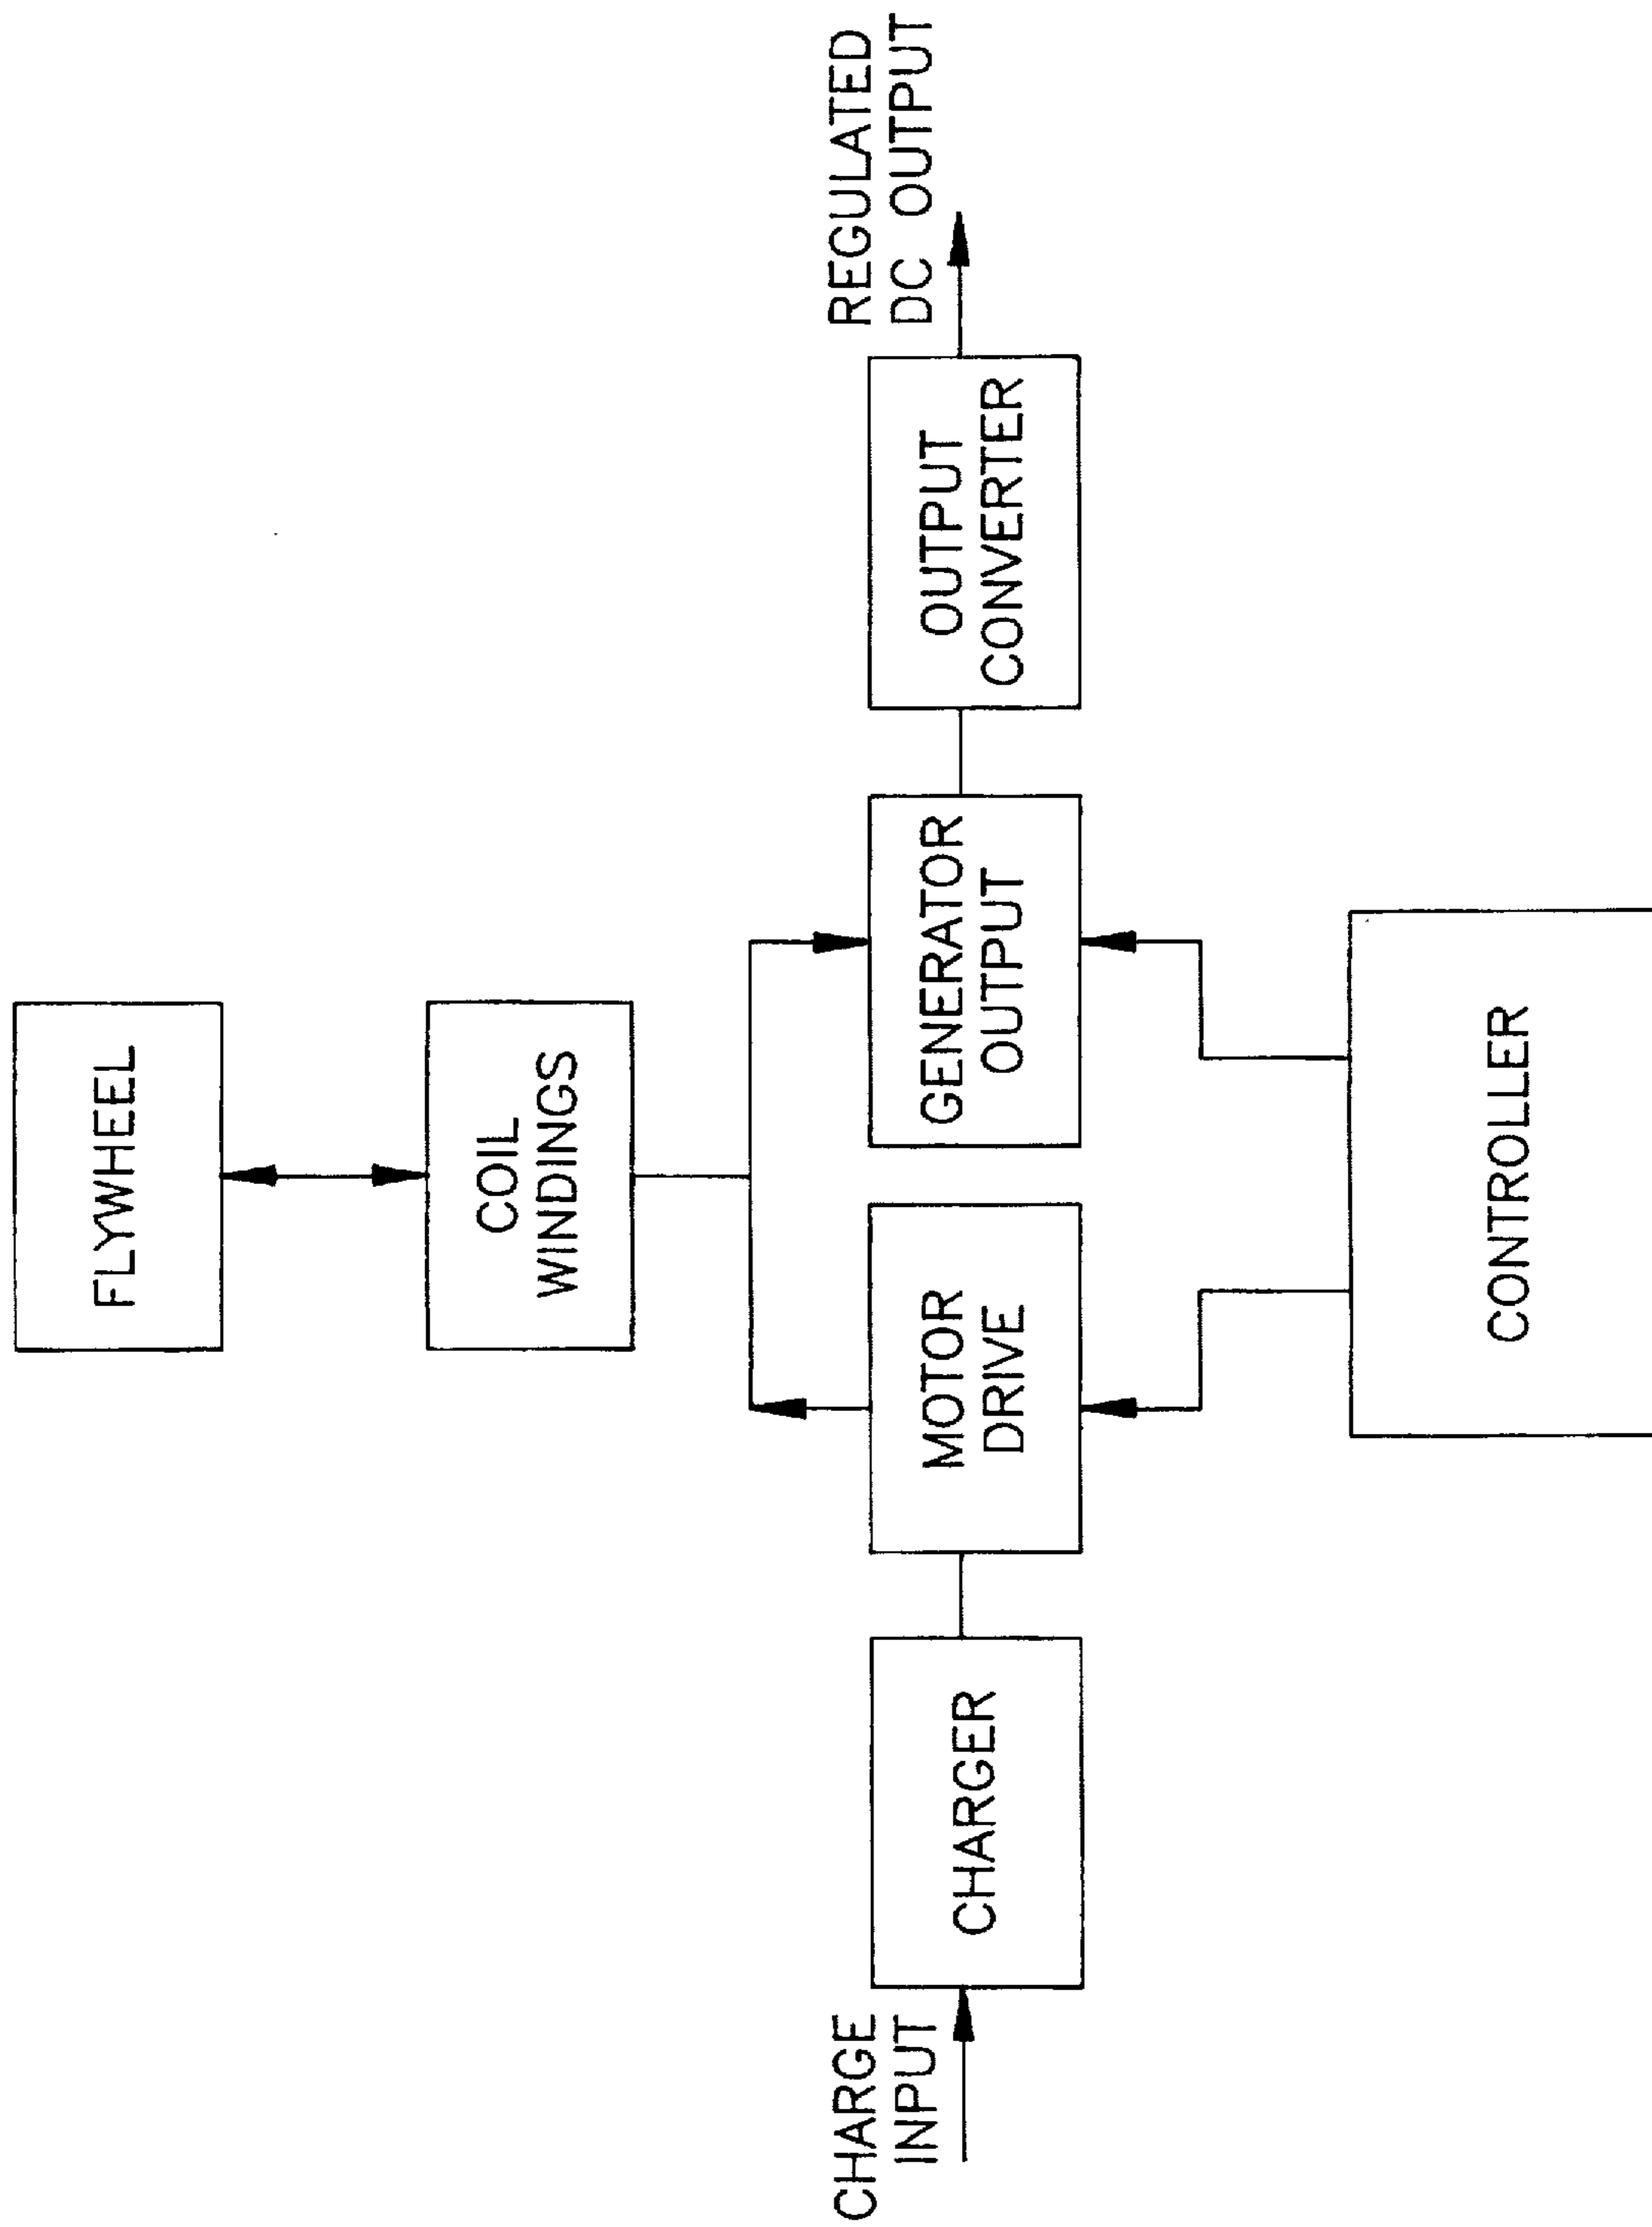 FLYWHEEL
COIL
WINDINGS
CHARGE
INPUT
CHARGER
MOTOR
DRIVE
GENERATOR
OUTPUT
OUTPUT
CONVERTER
REGULATED
DC OUTPUT
CONTROLLER